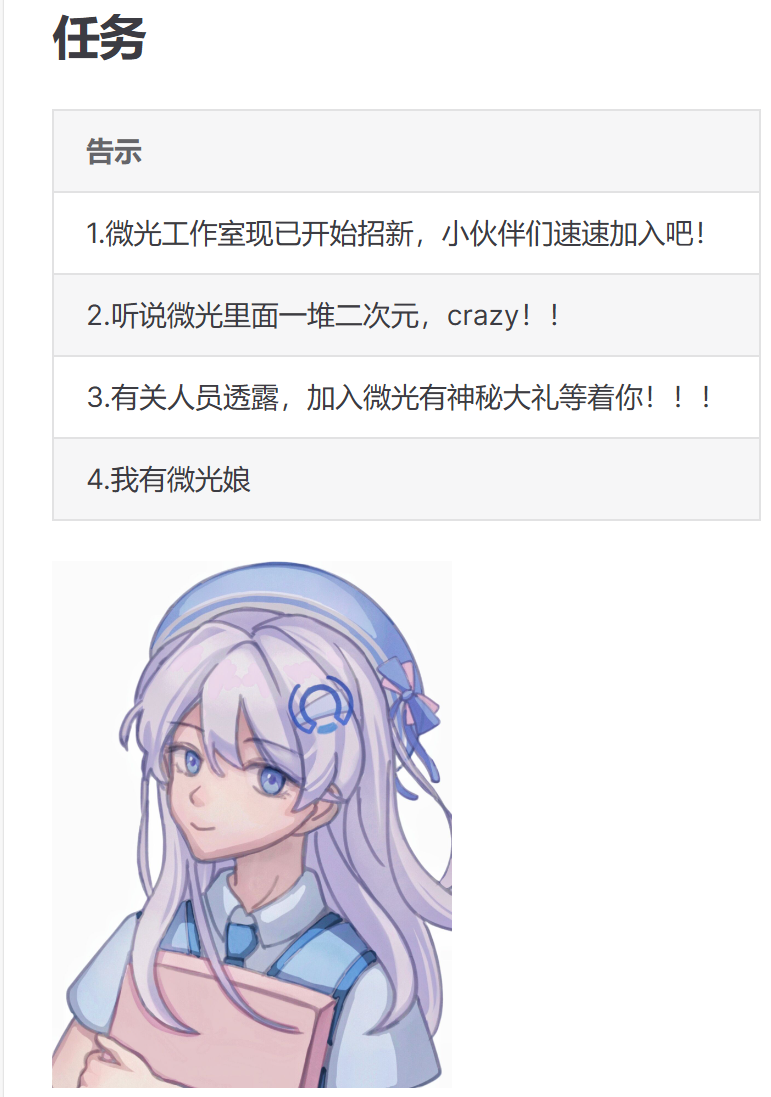 任务
告示
1.微光工作室现已开始招新，小伙伴们速速加入吧！
2.听说微光里面一堆二次元，crazy！！
3.有关人员透露，加入微光有神秘大礼等着你！！！
4.我有微光娘